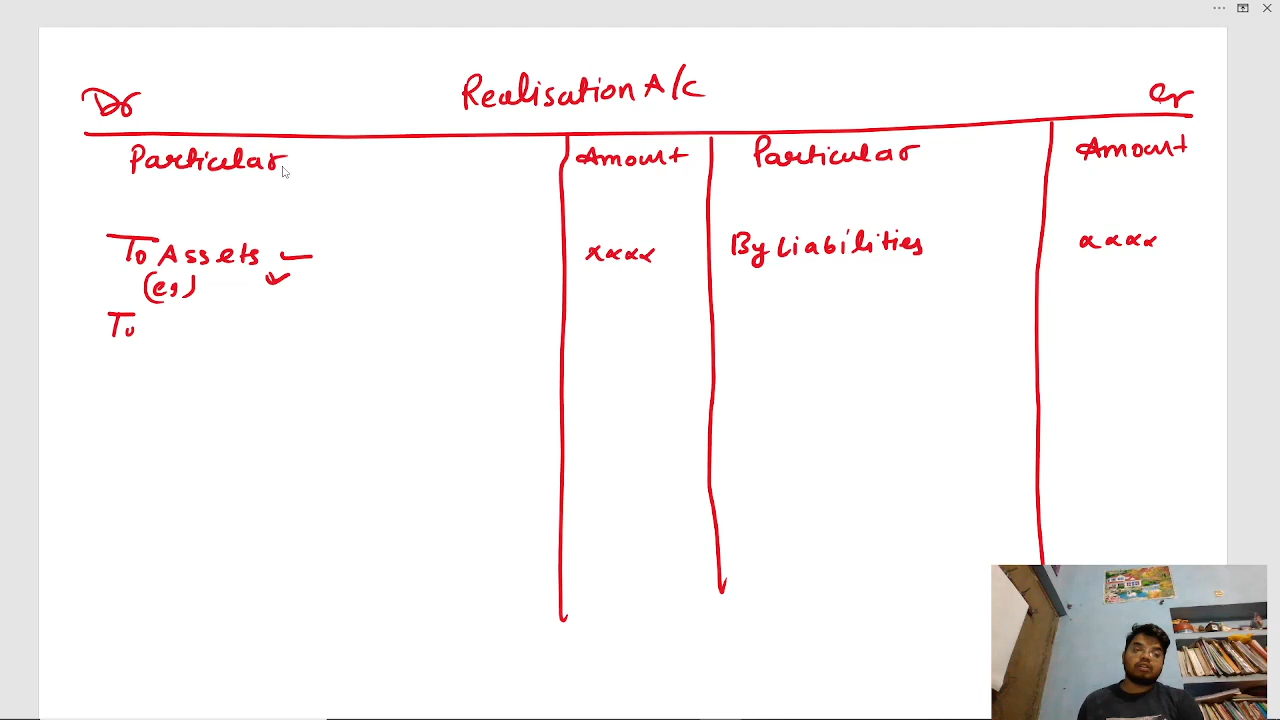 Dr Realisation A/C Cr
Particular Amount Particular Amount
To Assets xxxx By Liabilities xxxx
(eg)
To